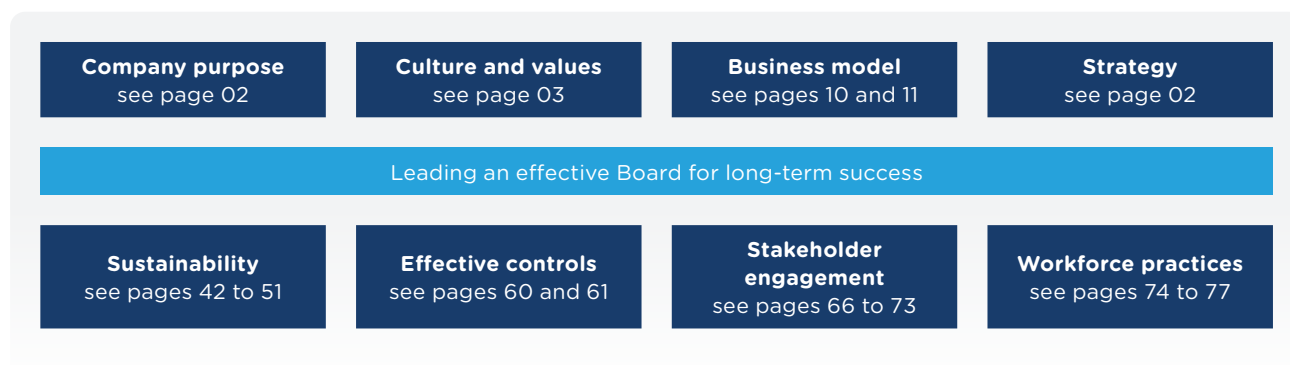 Company purpose
see page 02
Culture and values
see page 03
Business model
see pages 10 and 11
Strategy
see page 02
Leading an effective Board for long-term success
Sustainability
see pages 42 to 51
Effective controls
see pages 60 and 61
Stakeholder
engagement
see pages 66 to 73
Workforce practices
see pages 74 to 77